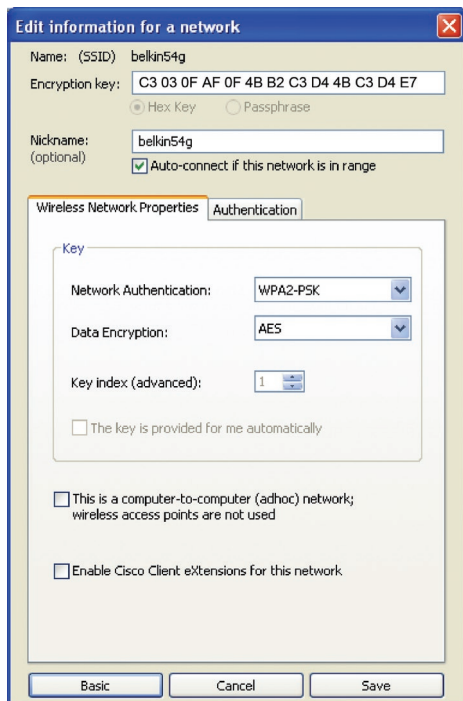 Edit information for a network
Name: (SSID) belkin54g
Encryption key: C3 03 0F AF 0F 4B B2 C3 D4 4B C3 D4 E7
Hex Key Passphrase
Nickname: belkin54g
(optional)
Auto-connect if this network is in range
Wireless Network Properties Authentication
Key
Network Authentication: WPA2-PSK
Data Encryption: AES
Key index (advanced): 1
The key is provided for me automatically
This is a computer-to-computer (adhoc) network;
wireless access points are not used
Enable Cisco Client eXtensions for this network
Basic Cancel Save